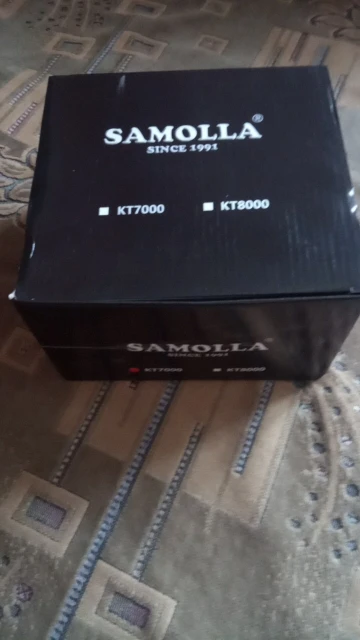 SAMOLLA®
SINCE 1991
KT7000 KT8000
SAMOLLA
SINCE 1991
KT7000 KT8000